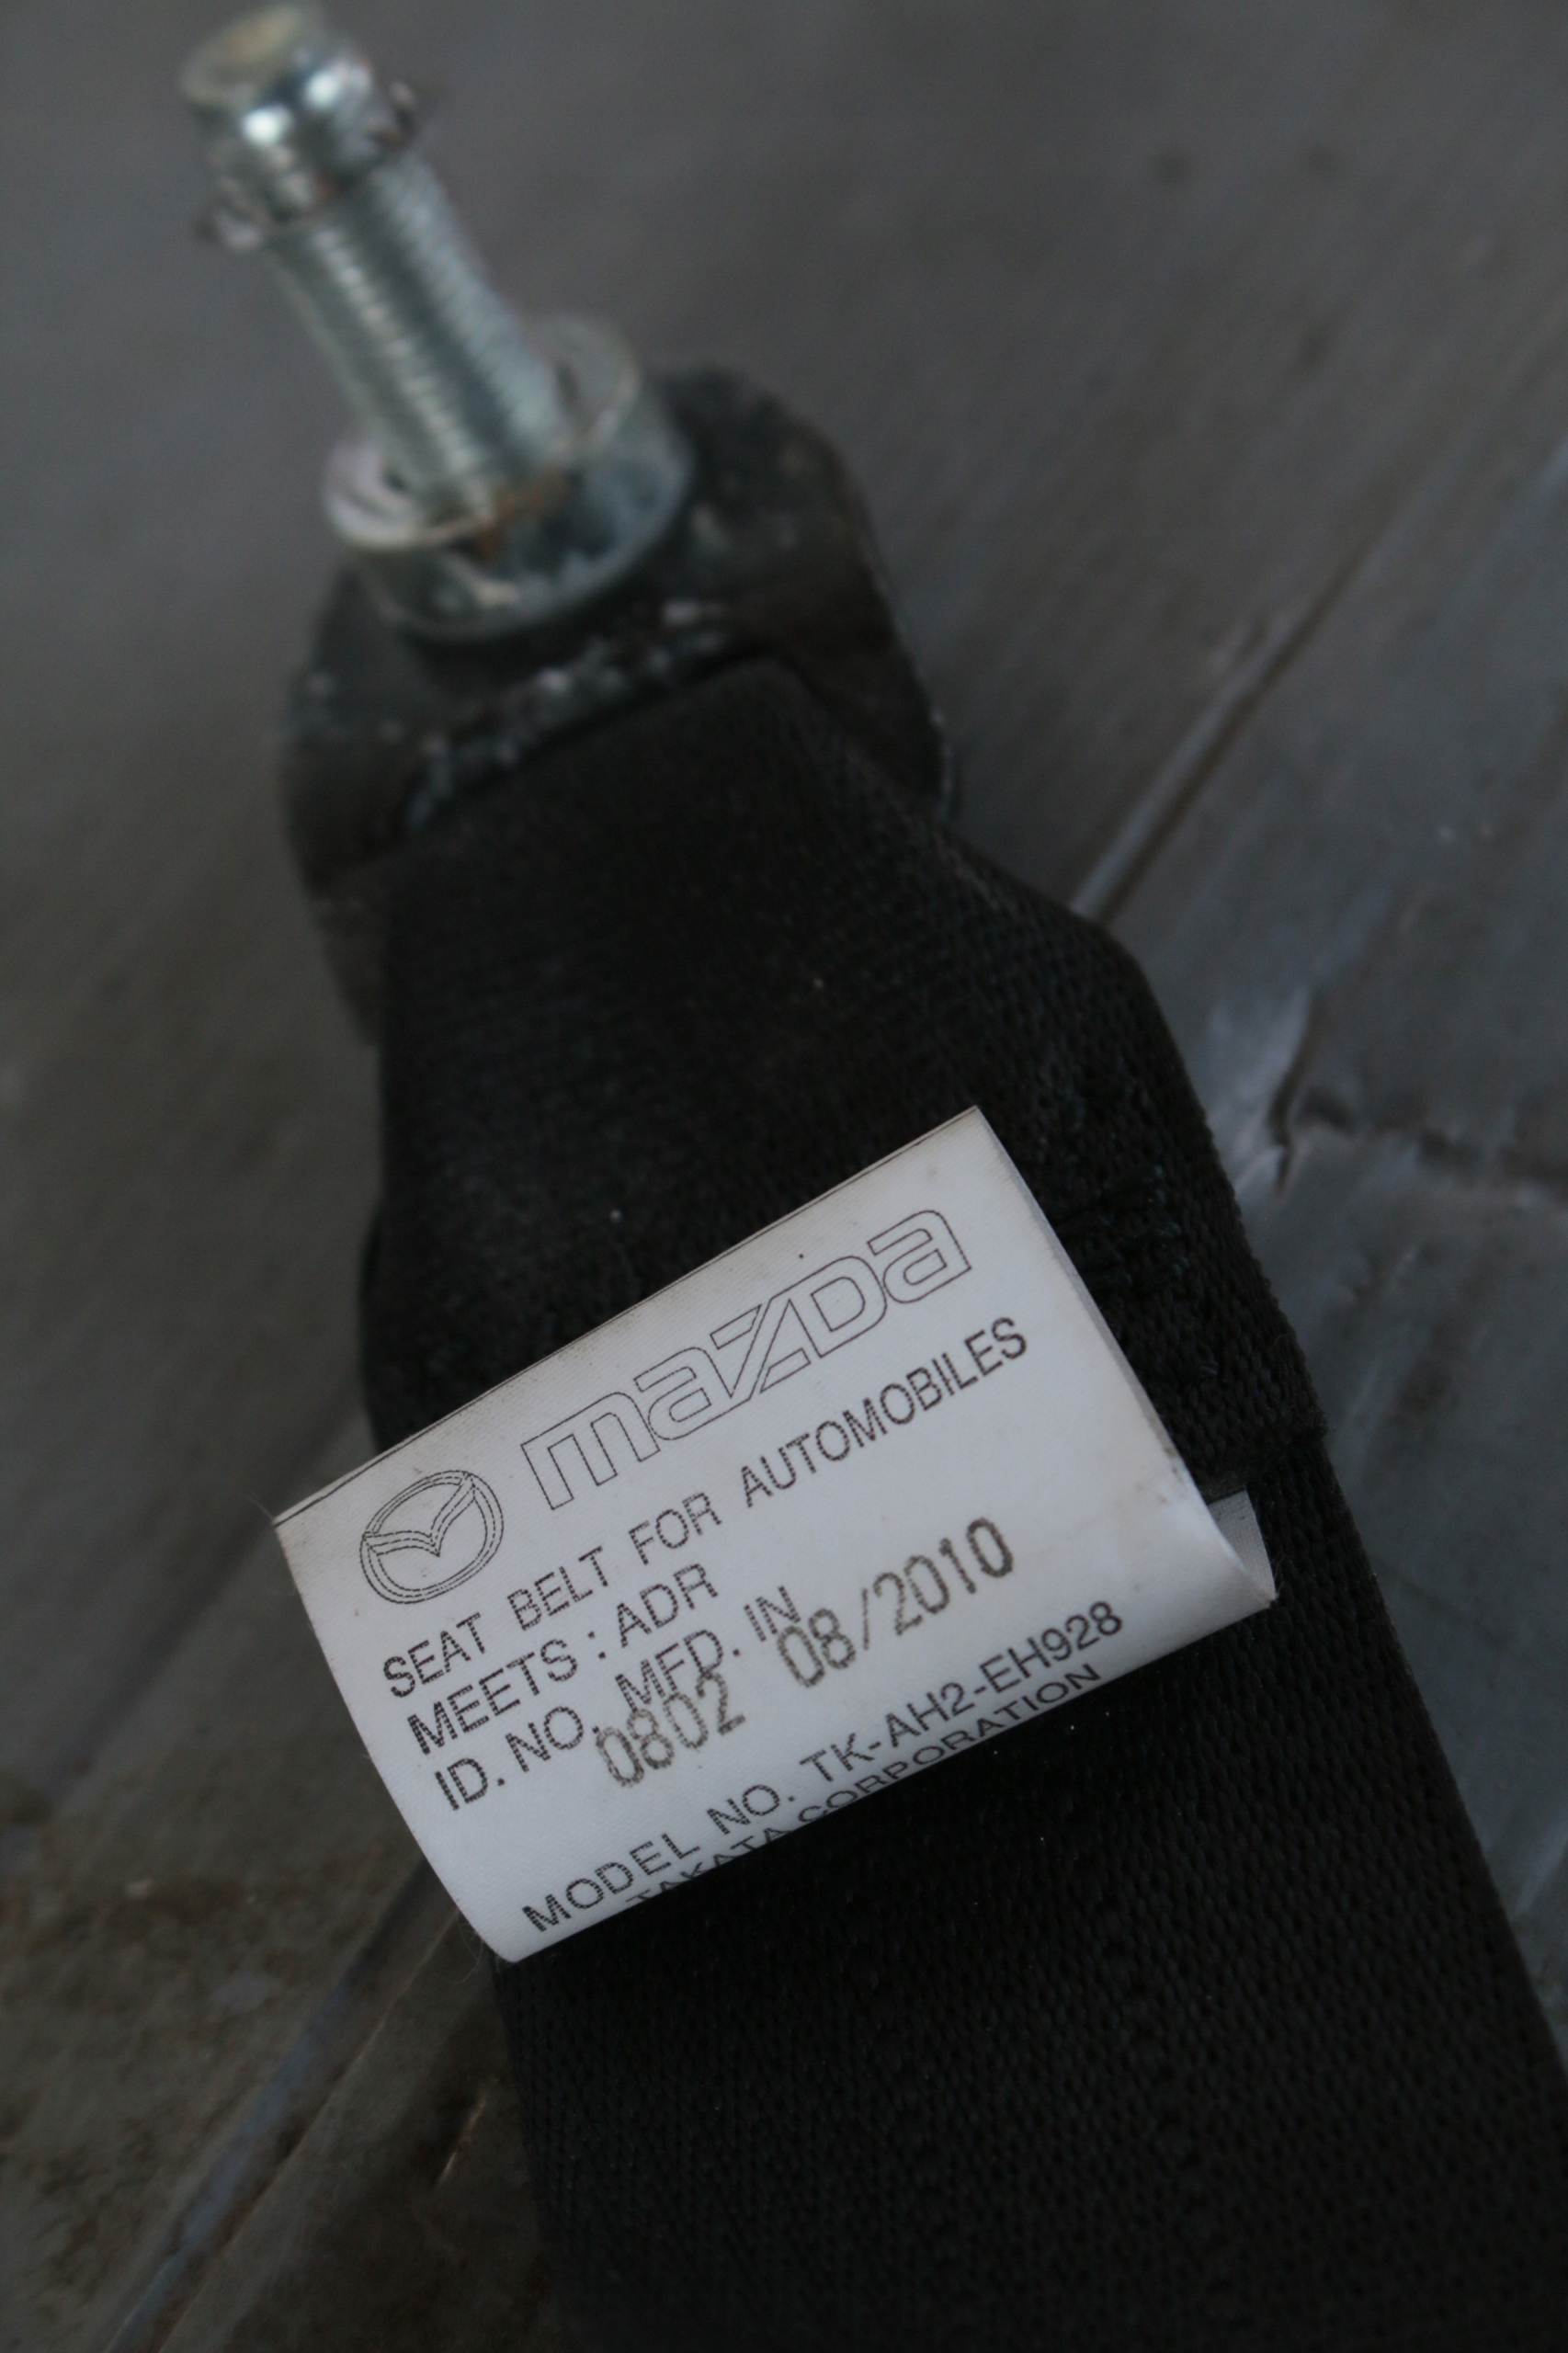 mazda
SEAT BELT FOR AUTOMOBILES
MEETS : ADR
ID. NO. MFD. IN
0802 08/2010
MODEL NO. TK-AH2-EH928
TAKATA CORPORATION